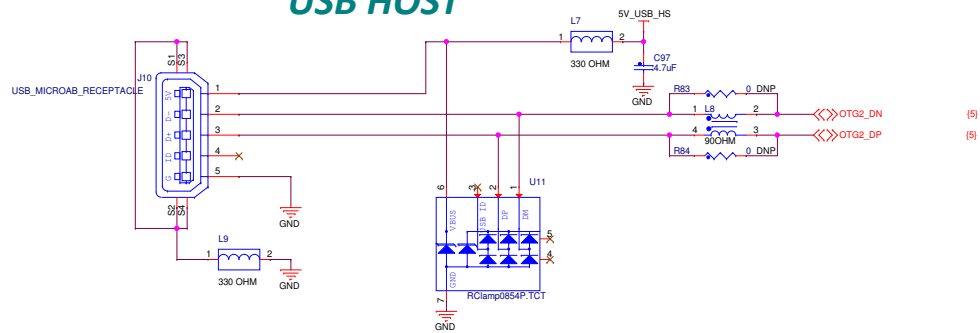 USB HOST
5V_USB_HS
L7
1 2
330 OHM
C97
4.7uF
GND
S1
S3
J10
USB_MICROAB_RECEPTACLE
5V
D-
D+
ID
G
1
2
3
4
5
S2
S4
GND
L9
1 2
330 OHM
GND
R83 0 DNP
1 L8 2
4 3
90OHM
R84 0 DNP
OTG2_DN {5}
OTG2_DP {5}
U11
6 3 2 1
VBUS
USB ID
DP
DM
5
4
GND
7
RClamp0854P.TCT
GND